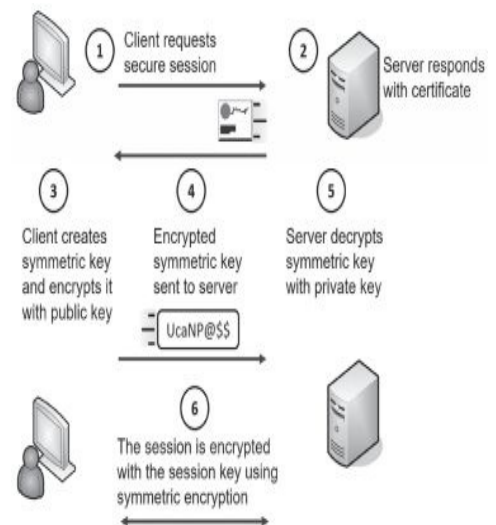 1
Client requests
secure session
2
Server responds
with certificate
3
Client creates
symmetric key
and encrypts it
with public key
4
Encrypted
symmetric key
sent to server
5
Server decrypts
symmetric key
with private key
UcaNP@$$
6
The session is encrypted
with the session key using
symmetric encryption